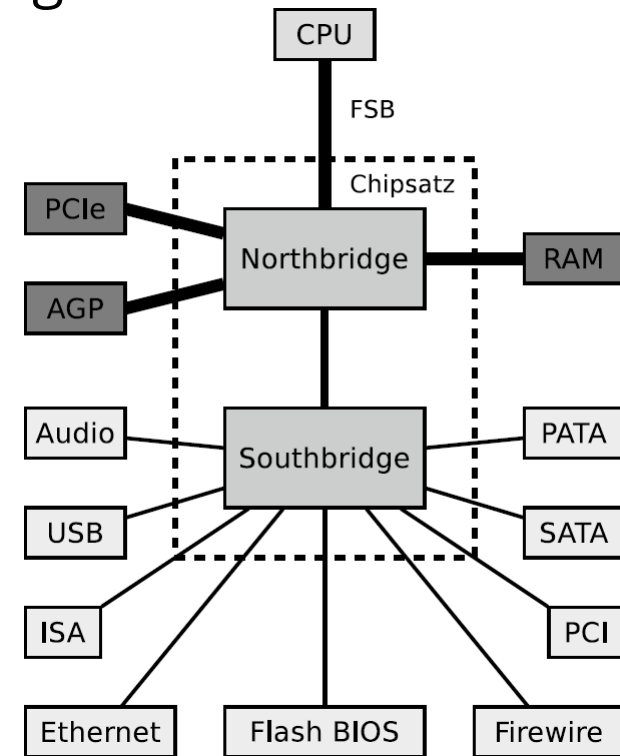 g
CPU
FSB
Chipsatz
PCIe
Northbridge
RAM
AGP
Audio
Southbridge
PATA
USB
SATA
ISA
PCI
Ethernet
Flash BIOS
Firewire